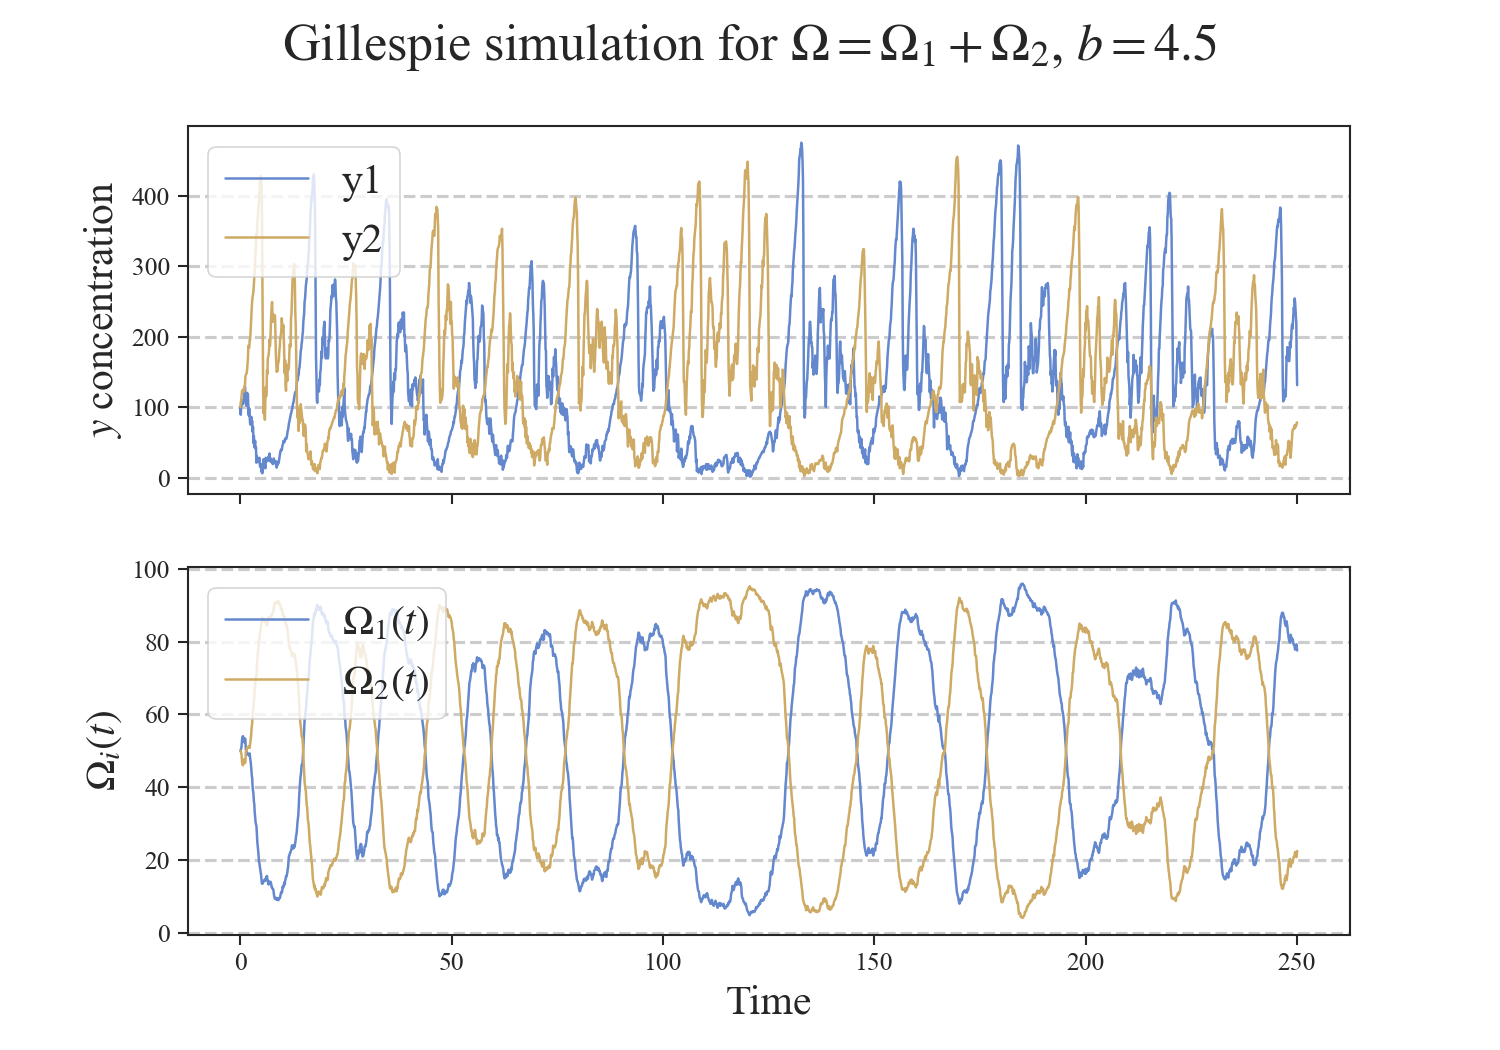 Gillespie simulation for Ω = Ω₁ + Ω₂, b = 4.5
y concentration
400
300
200
100
0
y1
y2
Ωᵢ(t)
100
80
60
40
20
0
Ω₁(t)
Ω₂(t)
0 50 100 150 200 250
Time